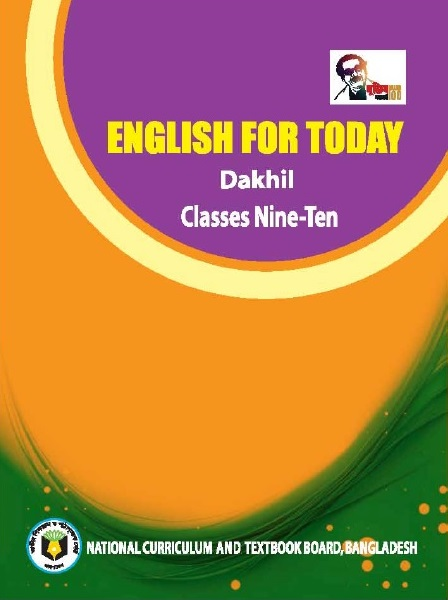 ENGLISH FOR TODAY
Dakhil
Classes Nine-Ten
NATIONAL CURRICULUM AND TEXTBOOK BOARD, BANGLADESH